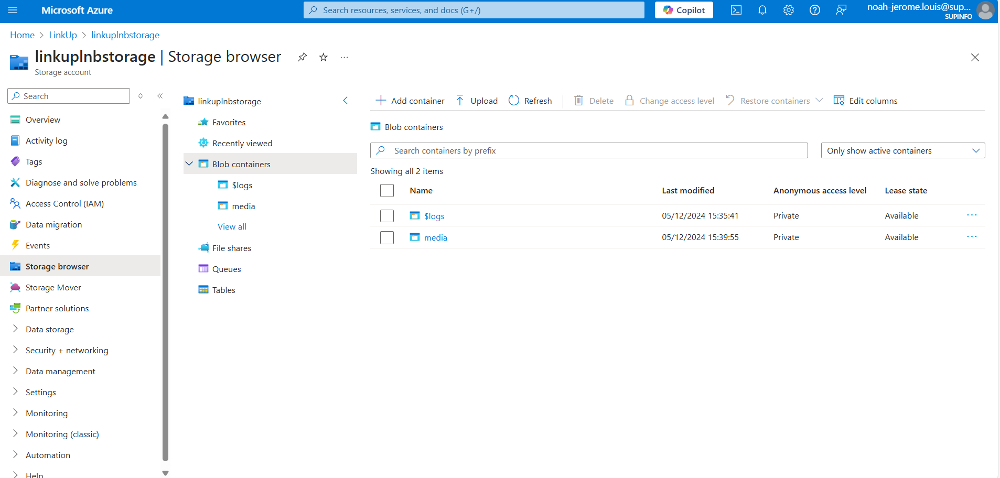 Microsoft Azure
Search resources, services, and docs (G+/)
Copilot
noah-jerome.louis@sup...
SUPINFO
Home > LinkUp > linkuplnbstorage
linkuplnbstorage | Storage browser
Storage account
Search
Overview
Activity log
Tags
Diagnose and solve problems
Access Control (IAM)
Data migration
Events
Storage browser
Storage Mover
Partner solutions
Data storage
Security + networking
Data management
Settings
Monitoring
Monitoring (classic)
Automation
Help
linkuplnbstorage
Favorites
Recently viewed
Blob containers
$logs
media
View all
File shares
Queues
Tables
Add container Upload Refresh Delete Change access level Restore containers Edit columns
Blob containers
Search containers by prefix
Only show active containers
Showing all 2 items
Name Last modified Anonymous access level Lease state
$logs 05/12/2024 15:35:41 Private Available
media 05/12/2024 15:39:55 Private Available